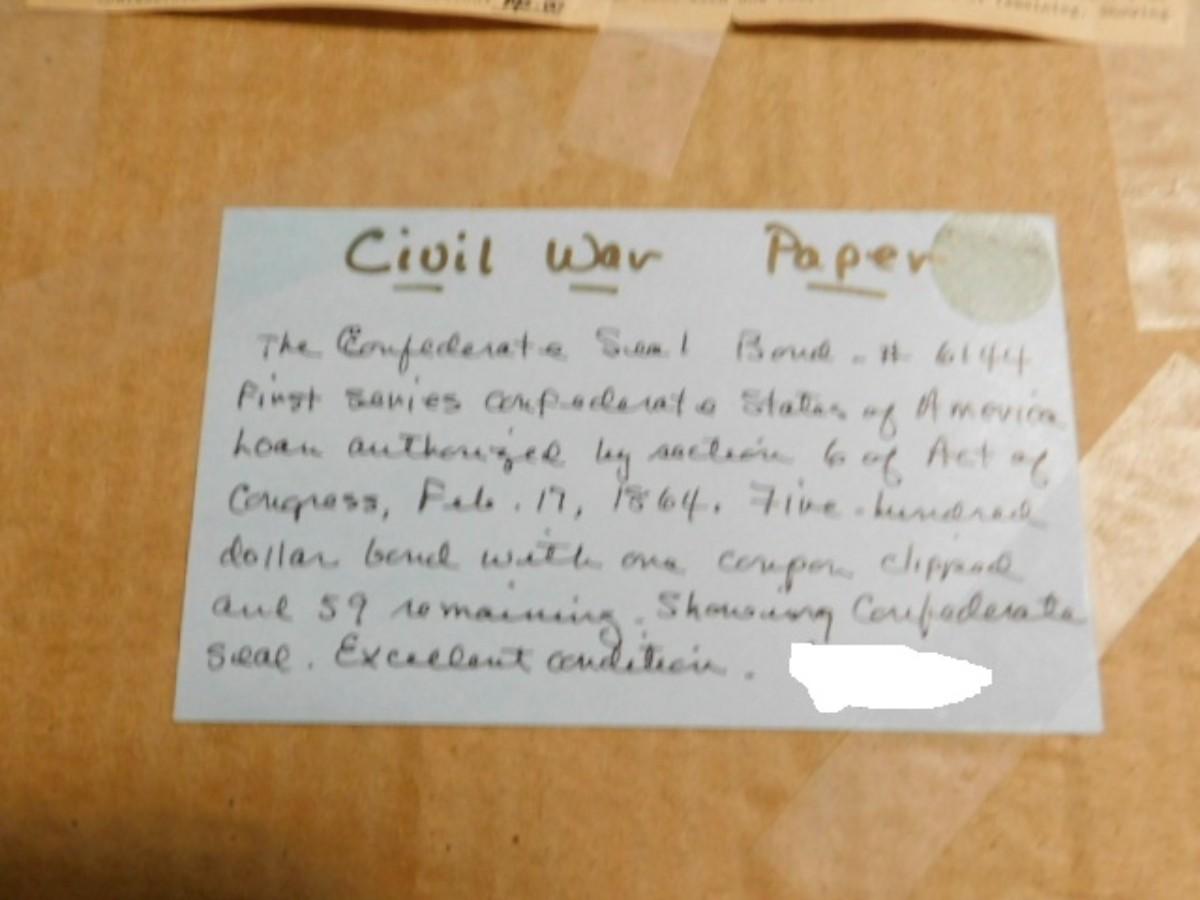 remaining. Showing
Civil War Paper
The Confederate Seal Bond - # 6144
First series Confederate States of America
Loan authorized by section 6 of Act of
Congress, Feb. 17, 1864. Five-hundred
dollar bond with one coupon clipped
and 59 remaining. Showing Confederate
seal. Excellent condition.